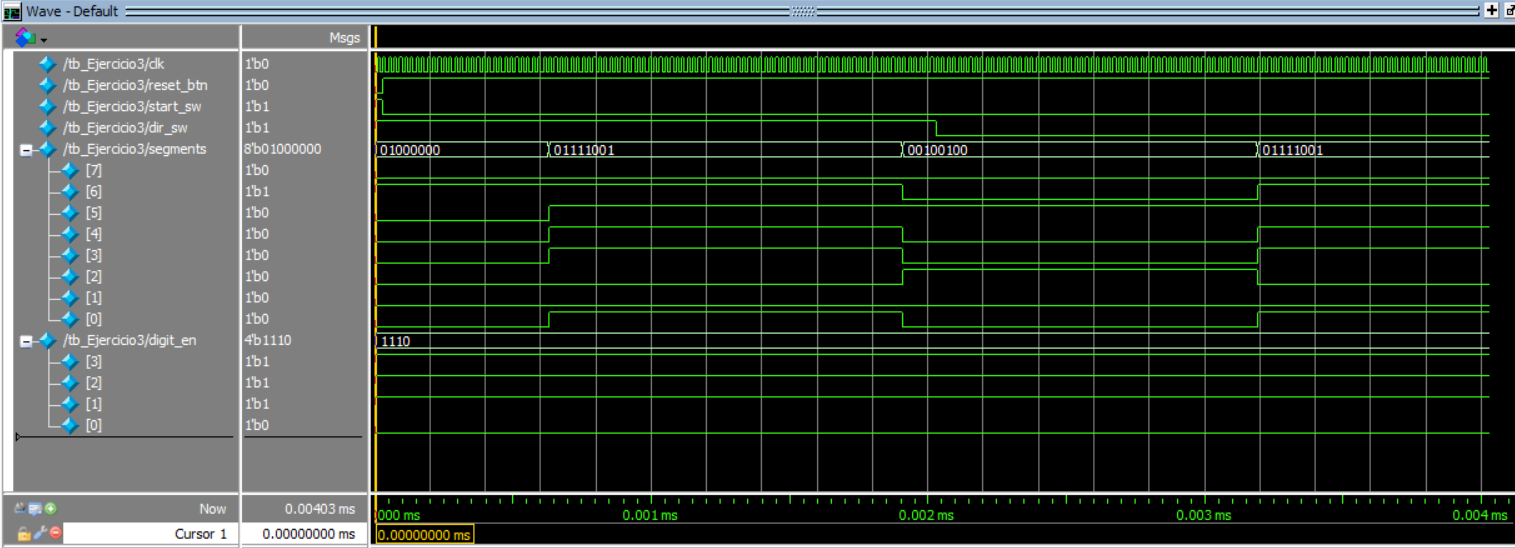 Wave - Default
Msgs
/tb_Ejercicio3/clk 1'b0
/tb_Ejercicio3/reset_btn 1'b0
/tb_Ejercicio3/start_sw 1'b1
/tb_Ejercicio3/dir_sw 1'b1
/tb_Ejercicio3/segments 8'b01000000 01000000 01111001 00100100 01111001
[7] 1'b0
[6] 1'b1
[5] 1'b0
[4] 1'b0
[3] 1'b0
[2] 1'b0
[1] 1'b0
[0] 1'b0
/tb_Ejercicio3/digit_en 4'b1110 1110
[3] 1'b1
[2] 1'b1
[1] 1'b1
[0] 1'b0
Now 0.00403 ms 000 ms 0.001 ms 0.002 ms 0.003 ms 0.004 ms
Cursor 1 0.00000000 ms 0.00000000 ms